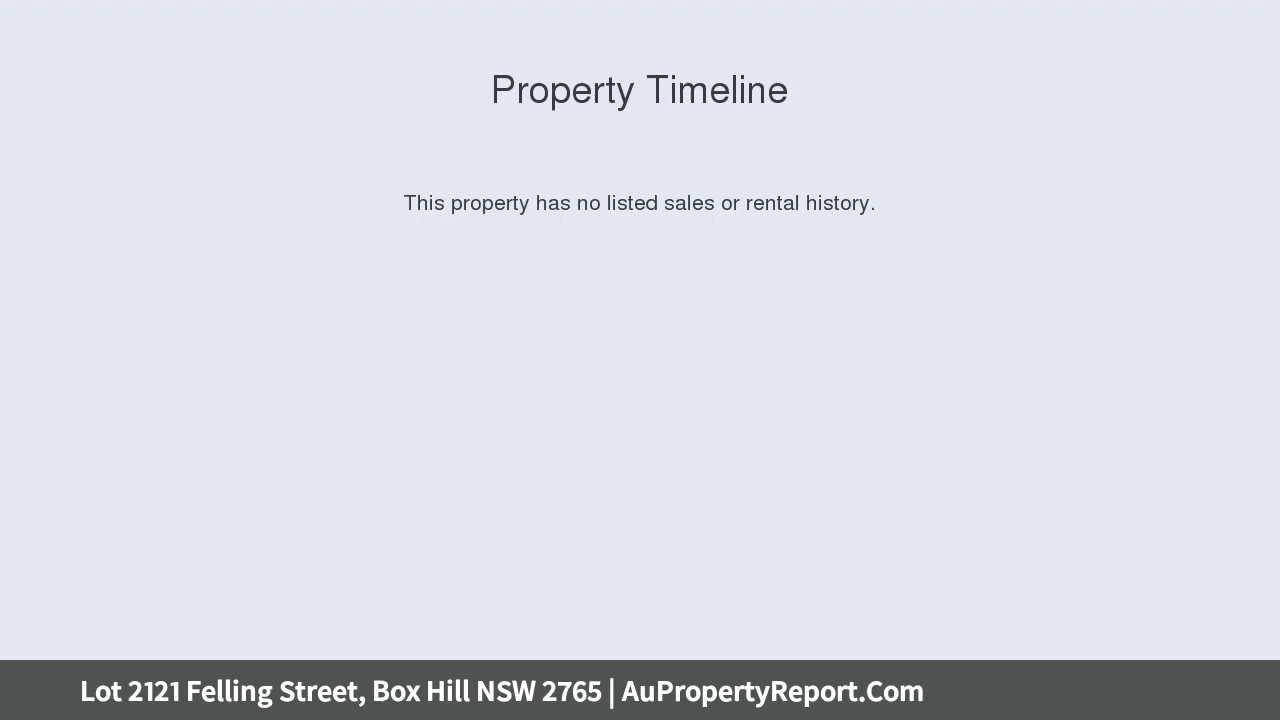 Property Timeline
This property has no listed sales or rental history.
Lot 2121 Felling Street, Box Hill NSW 2765 | AuPropertyReport.Com